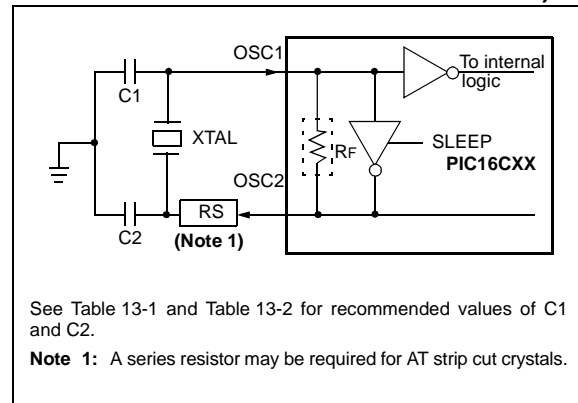 OSC1
To internal
logic
C1
XTAL
RF
SLEEP
PIC16CXX
OSC2
RS
C2
(Note 1)
See Table 13-1 and Table 13-2 for recommended values of C1
and C2.
Note 1: A series resistor may be required for AT strip cut crystals.